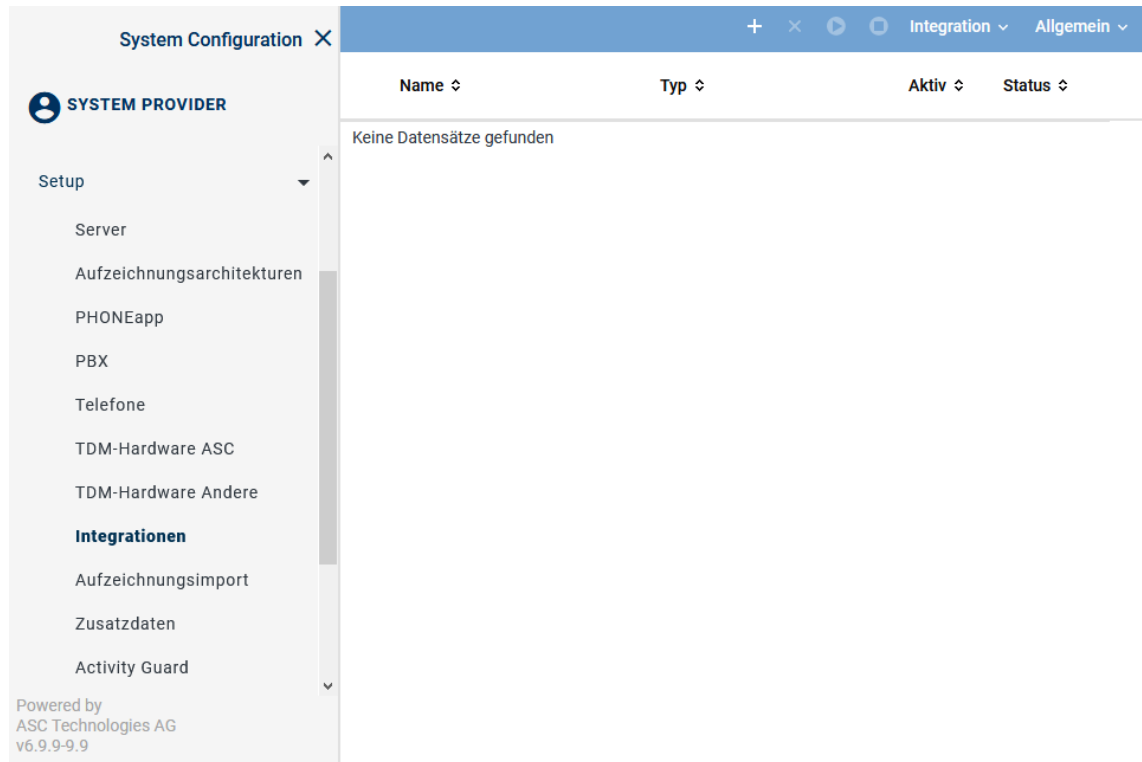 System Configuration
SYSTEM PROVIDER
Setup
Server
Aufzeichnungsarchitekturen
PHONEapp
PBX
Telefone
TDM-Hardware ASC
TDM-Hardware Andere
Integrationen
Aufzeichnungsimport
Zusatzdaten
Activity Guard
Powered by
ASC Technologies AG
v6.9.9-9.9
Integration Allgemein
Name Typ Aktiv Status
Keine Datensätze gefunden